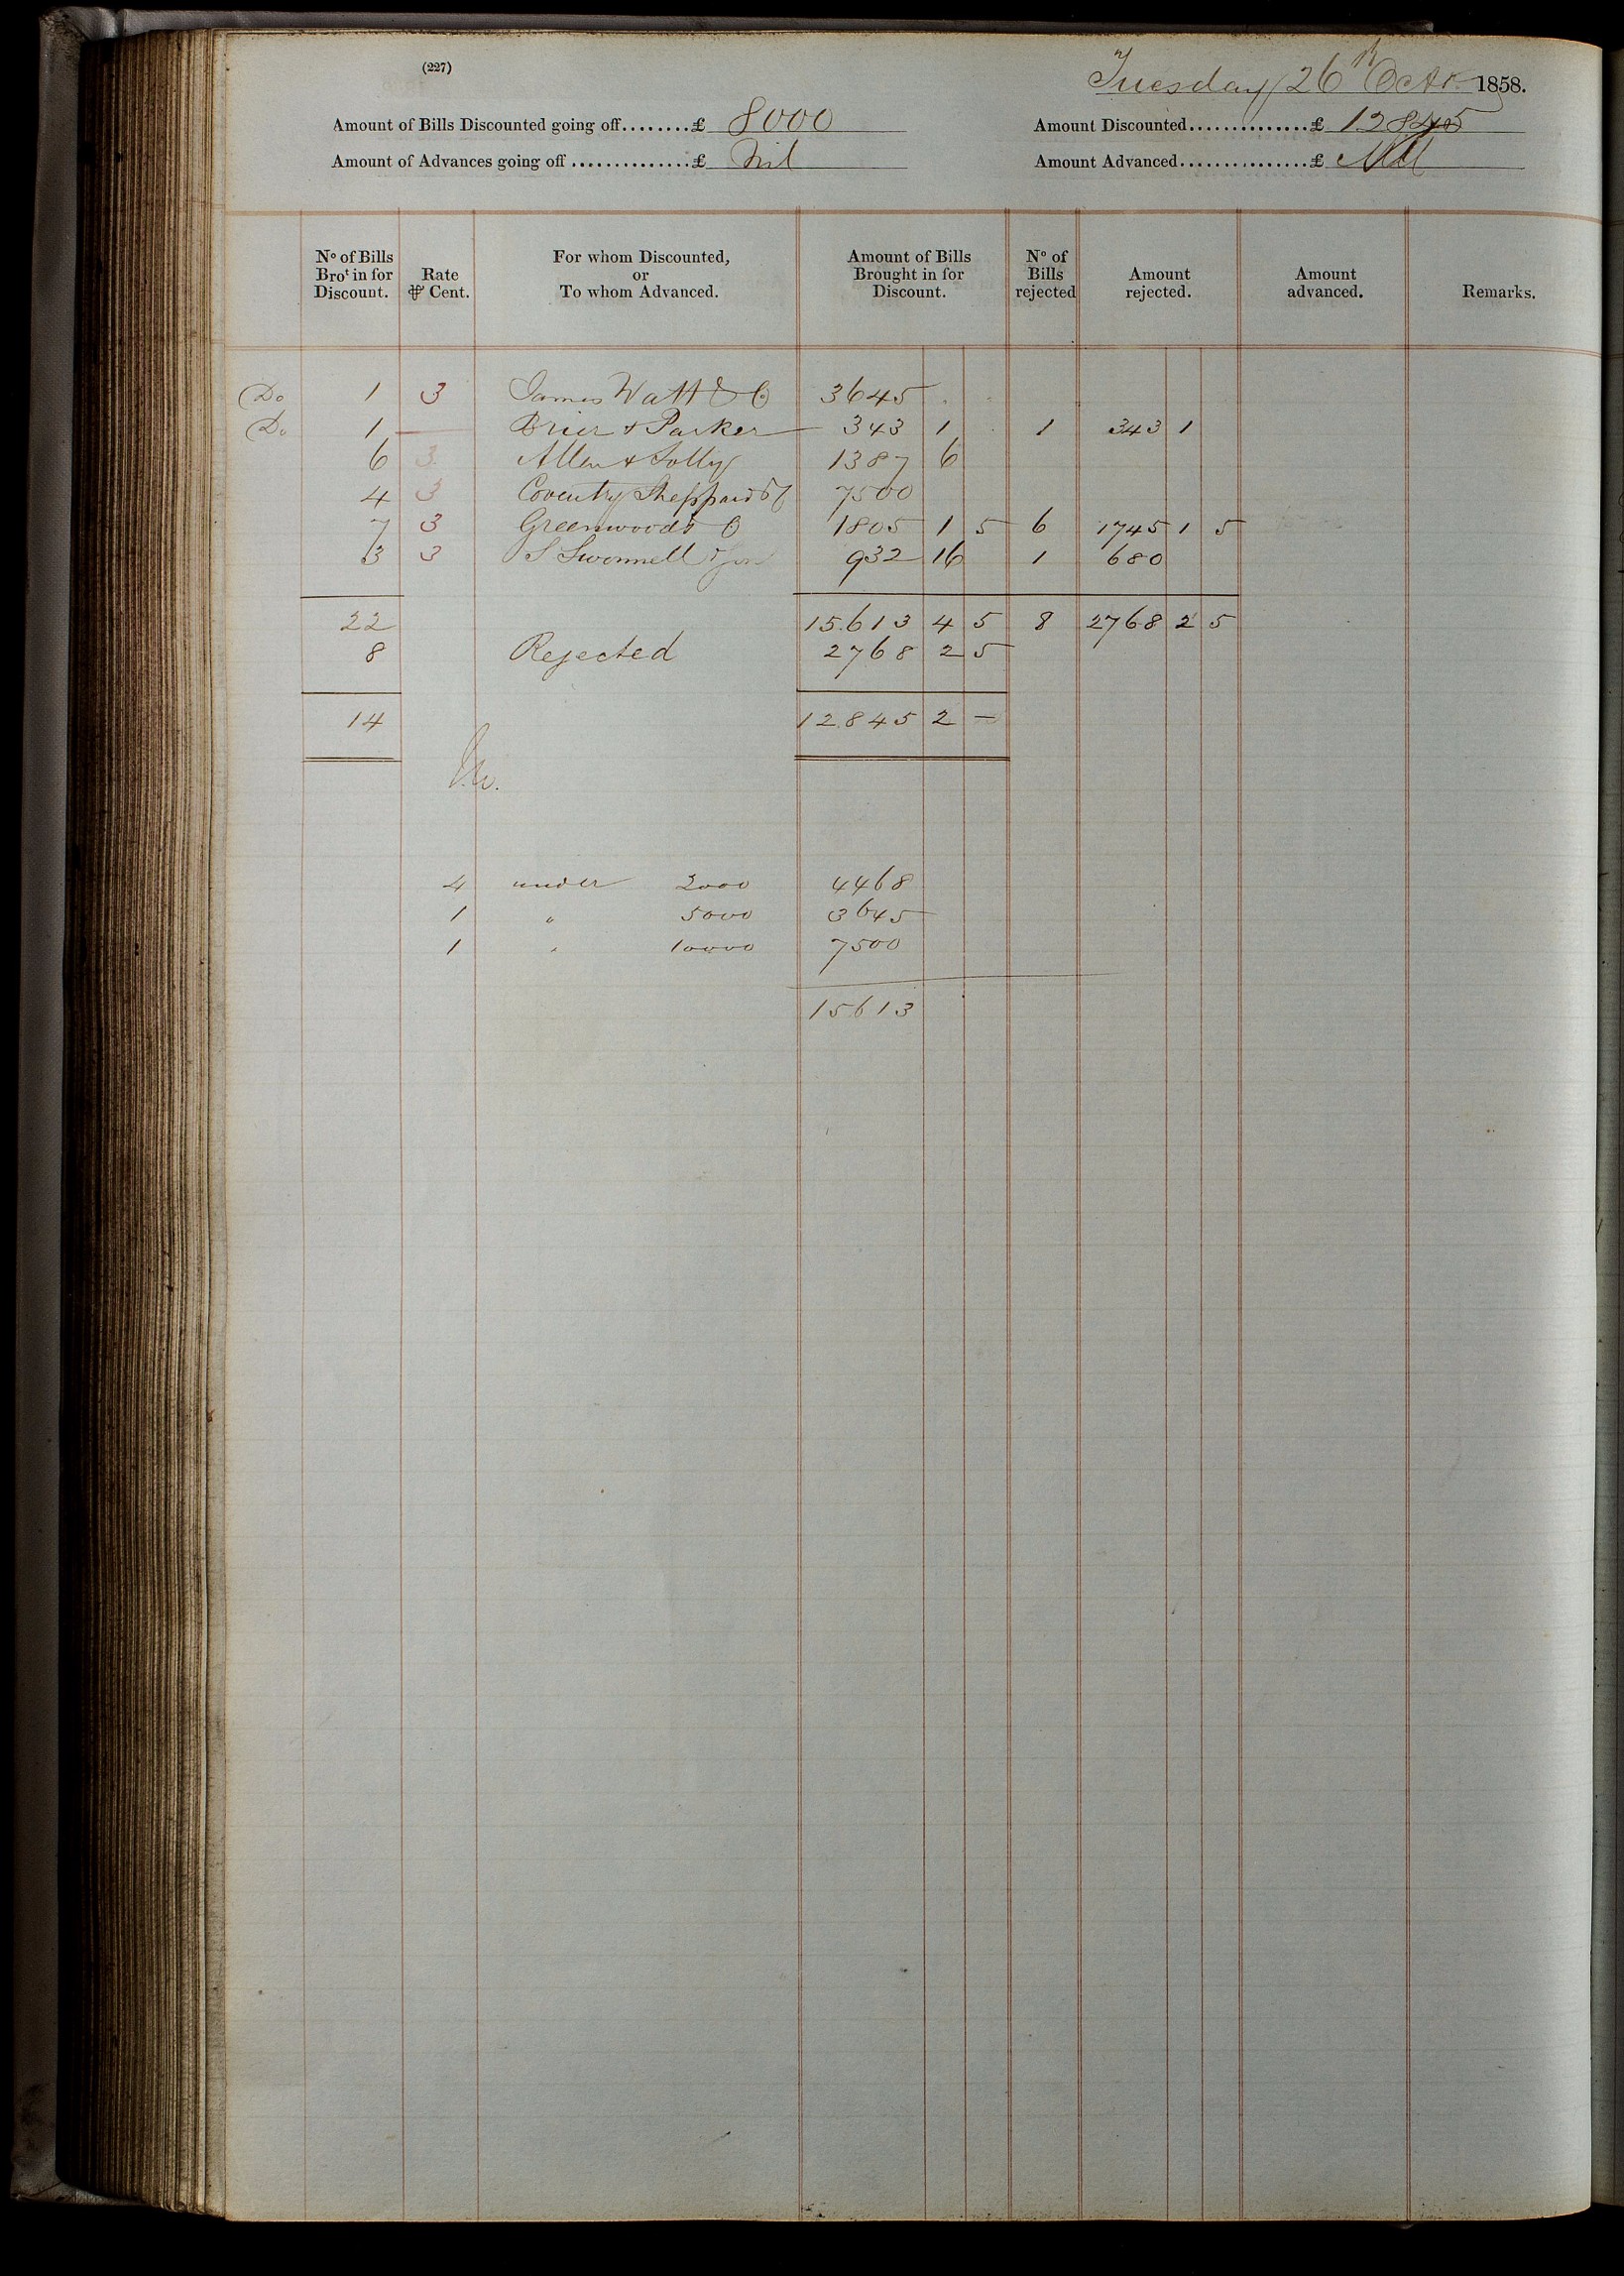 (227)
Tuesday 26th Octr. 1858.
Amount of Bills Discounted going off........£ 8000 Amount Discounted...............£ 12845
Amount of Advances going off ..............£ Nil Amount Advanced...............£ Nil
No of Bills Brot in for Discount. Rate ⅌ Cent. For whom Discounted, or To whom Advanced. Amount of Bills Brought in for Discount. No of Bills rejected Amount rejected. Amount advanced. Remarks.
Do 1 3 James Watt & Co 3645
Do 1 — Brier & Parker 343 1 1 343 1
6 3 Allen & Solly 1387 6
4 3 Coventry Sheppard & Co 7500
7 3 Greenwood & Co 1805 1 5 6 1745 1 5
3 3 S Swonnell & Son 932 16 1 680
22 15.613 4 5 8 2768 2 5
8 Rejected 2768 2 5
14 12.845 2 —
4 under 2000 4468
1 " 5000 3645
1 " 10000 7500
15613